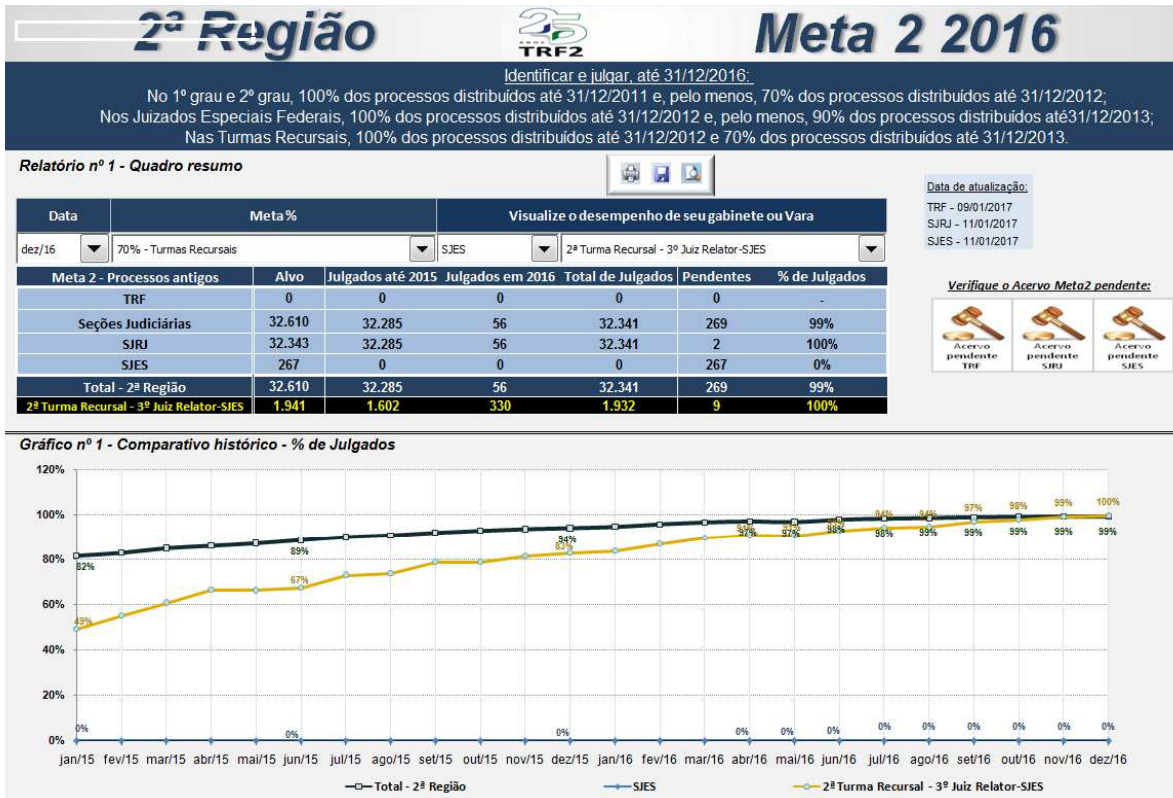 2ª Região
25
ANOS
TRF2
Meta 2 2016
Identificar e julgar, até 31/12/2016:
No 1º grau e 2º grau, 100% dos processos distribuídos até 31/12/2011 e, pelo menos, 70% dos processos distribuídos até 31/12/2012;
Nos Juizados Especiais Federais, 100% dos processos distribuídos até 31/12/2012 e, pelo menos, 90% dos processos distribuídos até31/12/2013;
Nas Turmas Recursais, 100% dos processos distribuídos até 31/12/2012 e 70% dos processos distribuídos até 31/12/2013.
Relatório nº 1 - Quadro resumo
Data de atualização:
TRF - 09/01/2017
SJRJ - 11/01/2017
SJES - 11/01/2017
Data Meta % Visualize o desempenho de seu gabinete ou Vara
dez/16 70% - Turmas Recursais SJES 2ª Turma Recursal - 3º Juiz Relator-SJES
Meta 2 - Processos antigos Alvo Julgados até 2015 Julgados em 2016 Total de Julgados Pendentes % de Julgados
TRF 0 0 0 0 0 -
Seções Judiciárias 32.610 32.285 56 32.341 269 99%
SJRJ 32.343 32.285 56 32.341 2 100%
SJES 267 0 0 0 267 0%
Total - 2ª Região 32.610 32.285 56 32.341 269 99%
2ª Turma Recursal - 3º Juiz Relator-SJES 1.941 1.602 330 1.932 9 100%
Verifique o Acervo Meta2 pendente:
Acervo pendente TRF
Acervo pendente SJRJ
Acervo pendente SJES
Gráfico nº 1 - Comparativo histórico - % de Julgados
120%
100%
80%
60%
40%
20%
0%
82% 89% 94% 97% 97% 98% 98% 99% 99% 99% 99% 99%
49% 67% 83% 91% 94% 94% 97% 98% 99% 100%
0% 0% 0% 0% 0% 0% 0% 0% 0% 0% 0% 0%
jan/15 fev/15 mar/15 abr/15 mai/15 jun/15 jul/15 ago/15 set/15 out/15 nov/15 dez/15 jan/16 fev/16 mar/16 abr/16 mai/16 jun/16 jul/16 ago/16 set/16 out/16 nov/16 dez/16
Total - 2ª Região SJES 2ª Turma Recursal - 3º Juiz Relator-SJES